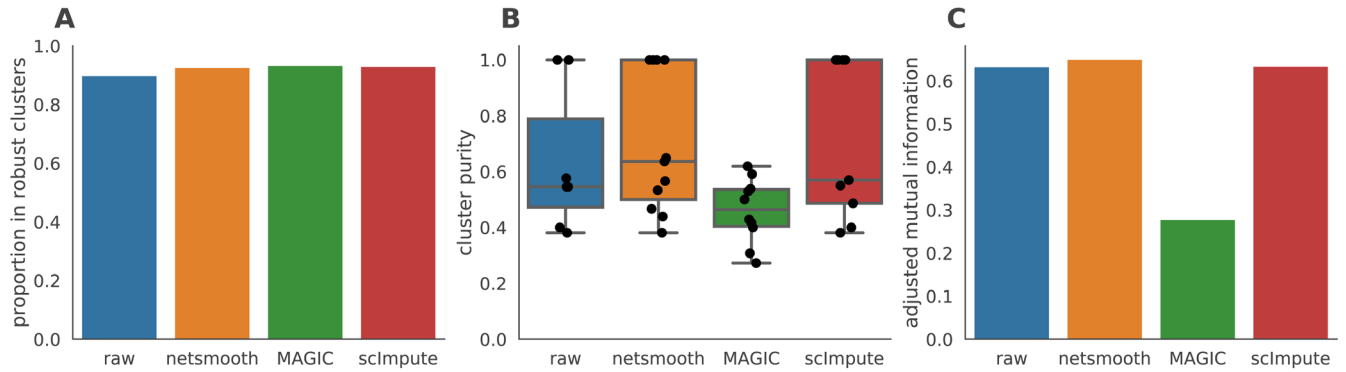 A
proportion in robust clusters
1.0
0.8
0.6
0.4
0.2
0.0
raw
netsmooth
MAGIC
scImpute
B
cluster purity
1.0
0.8
0.6
0.4
0.2
0.0
raw
netsmooth
MAGIC
scImpute
C
adjusted mutual information
0.6
0.5
0.4
0.3
0.2
0.1
0.0
raw
netsmooth
MAGIC
scImpute